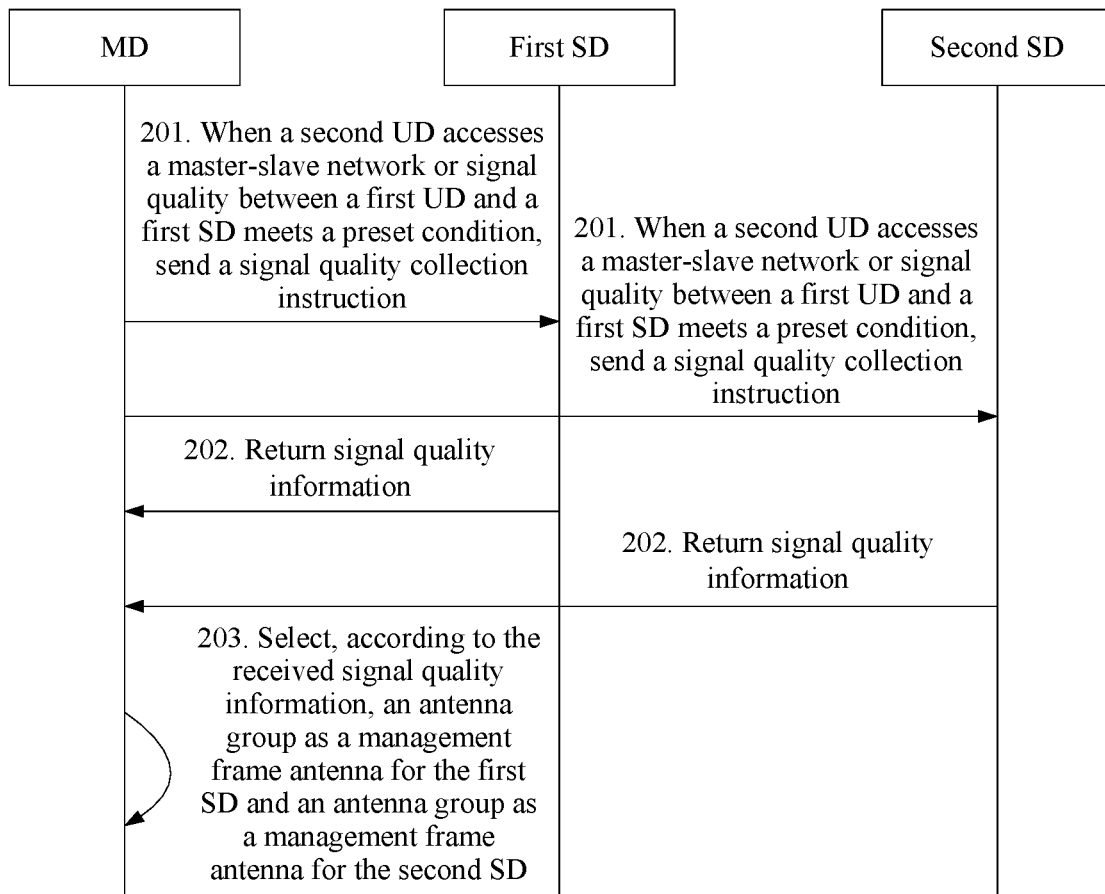 MD
First SD
Second SD
201. When a second UD accesses
a master-slave network or signal
quality between a first UD and a
first SD meets a preset condition,
send a signal quality collection
instruction
201. When a second UD accesses
a master-slave network or signal
quality between a first UD and a
first SD meets a preset condition,
send a signal quality collection
instruction
202. Return signal quality
information
202. Return signal quality
information
203. Select, according to the
received signal quality
information, an antenna
group as a management
frame antenna for the first
SD and an antenna group as
a management frame
antenna for the second SD